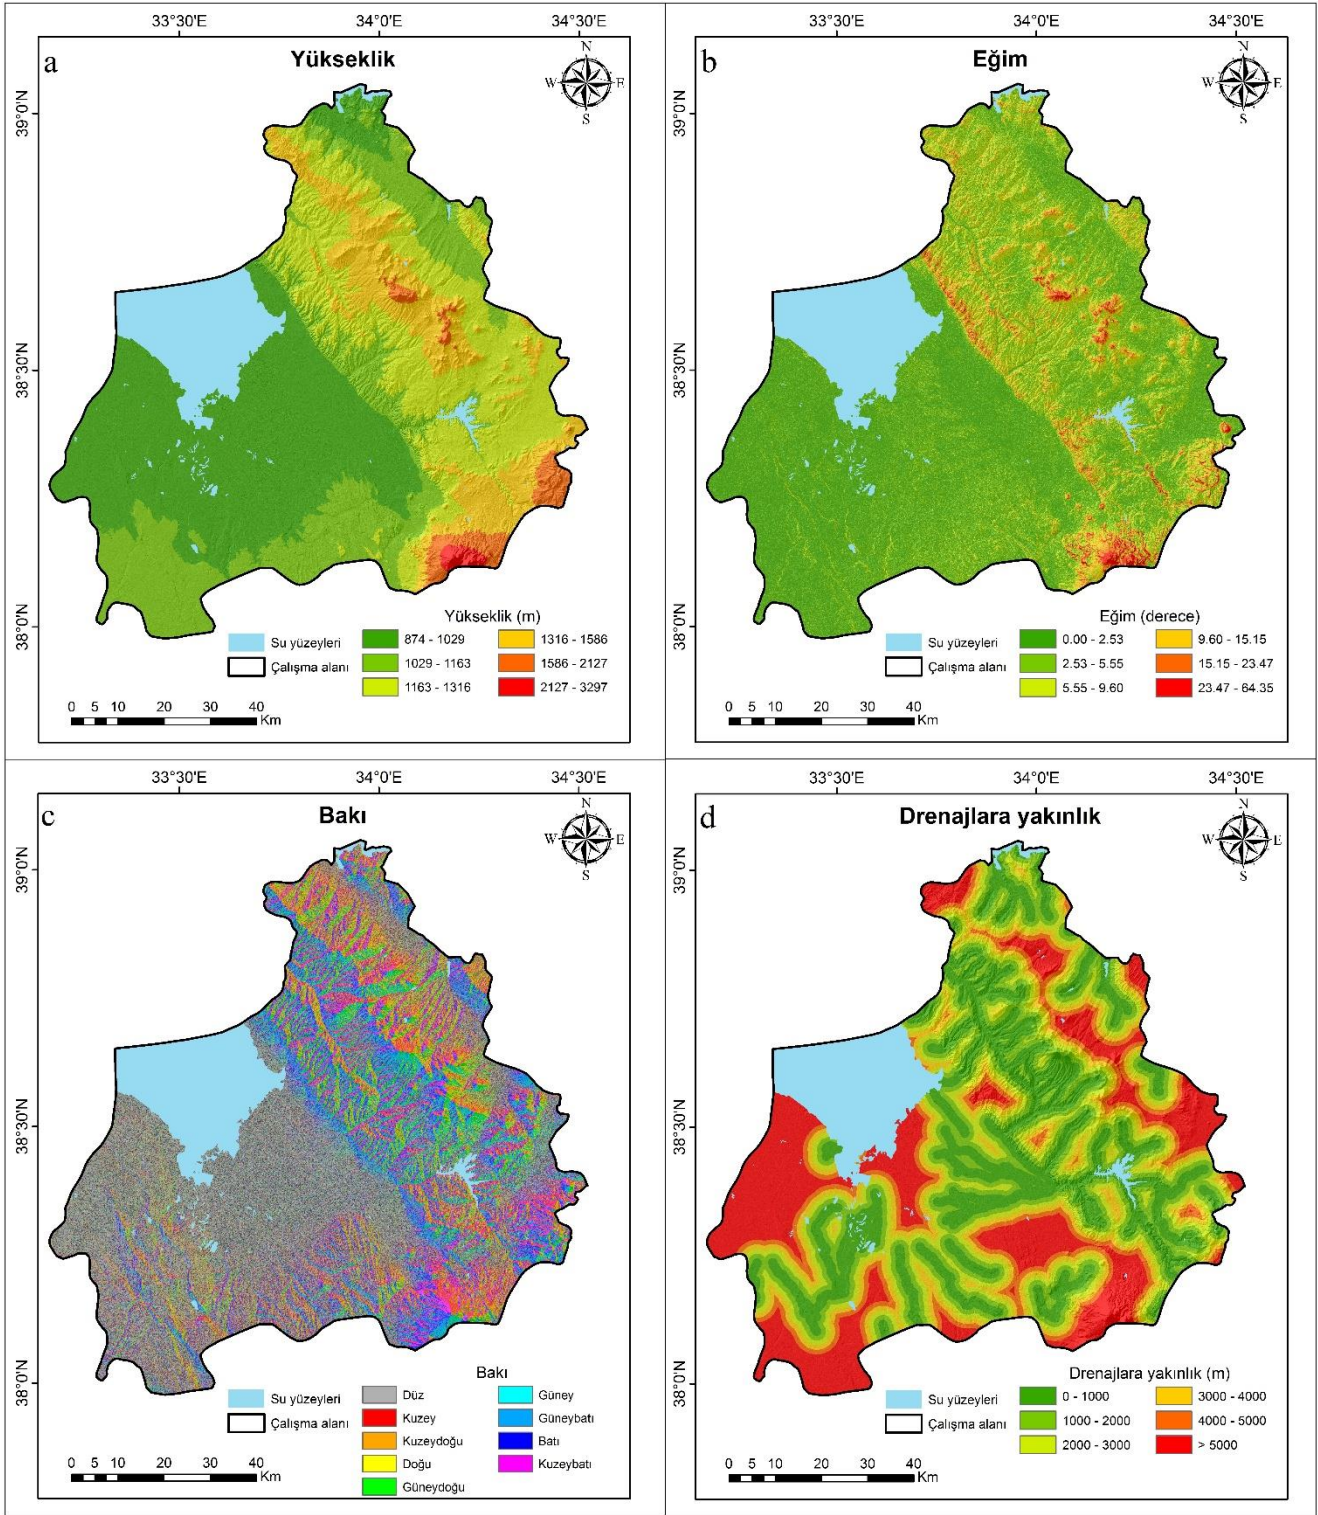 33°30'E 34°0'E 34°30'E
a Yükseklik
N
W E
S
39°0'N
38°30'N
38°0'N
Yükseklik (m)
Su yüzeyleri 874 - 1029 1316 - 1586
Çalışma alanı 1029 - 1163 1586 - 2127
1163 - 1316 2127 - 3297
0 5 10 20 30 40 Km
33°30'E 34°0'E 34°30'E
b Eğim
N
W E
S
39°0'N
38°30'N
38°0'N
Eğim (derece)
Su yüzeyleri 0.00 - 2.53 9.60 - 15.15
Çalışma alanı 2.53 - 5.55 15.15 - 23.47
5.55 - 9.60 23.47 - 64.35
0 5 10 20 30 40 Km
33°30'E 34°0'E 34°30'E
c Bakı
N
W E
S
39°0'N
38°30'N
38°0'N
Bakı
Su yüzeyleri Düz Güney
Çalışma alanı Kuzey Güneybatı
Kuzeydoğu Batı
Doğu Kuzeybatı
Güneydoğu
0 5 10 20 30 40 Km
33°30'E 34°0'E 34°30'E
d Drenajlara yakınlık
N
W E
S
39°0'N
38°30'N
38°0'N
Drenajlara yakınlık (m)
Su yüzeyleri 0 - 1000 3000 - 4000
Çalışma alanı 1000 - 2000 4000 - 5000
2000 - 3000 > 5000
0 5 10 20 30 40 Km